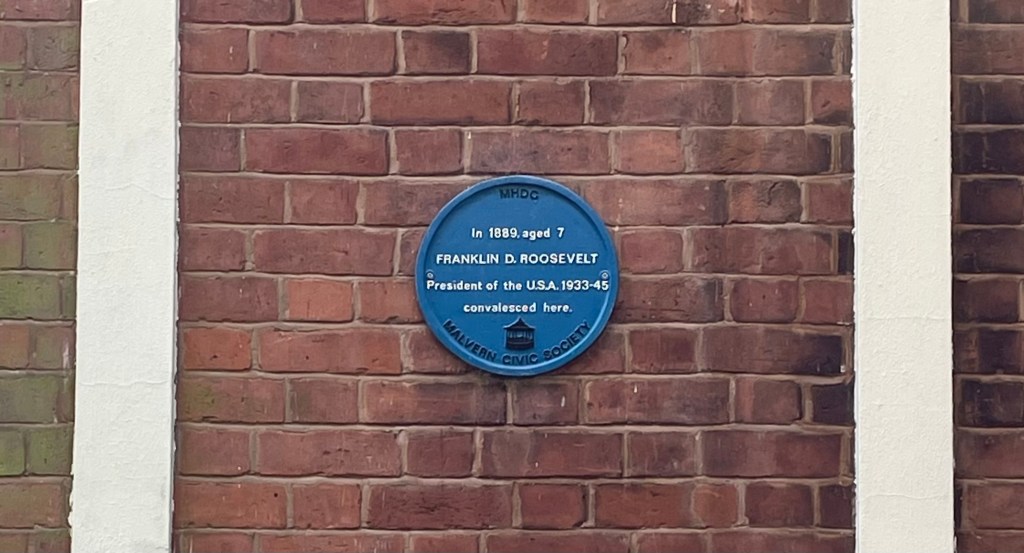 MHDC
In 1889, aged 7
FRANKLIN D. ROOSEVELT
President of the U.S.A. 1933-45
convalesced here.
MALVERN CIVIC SOCIETY